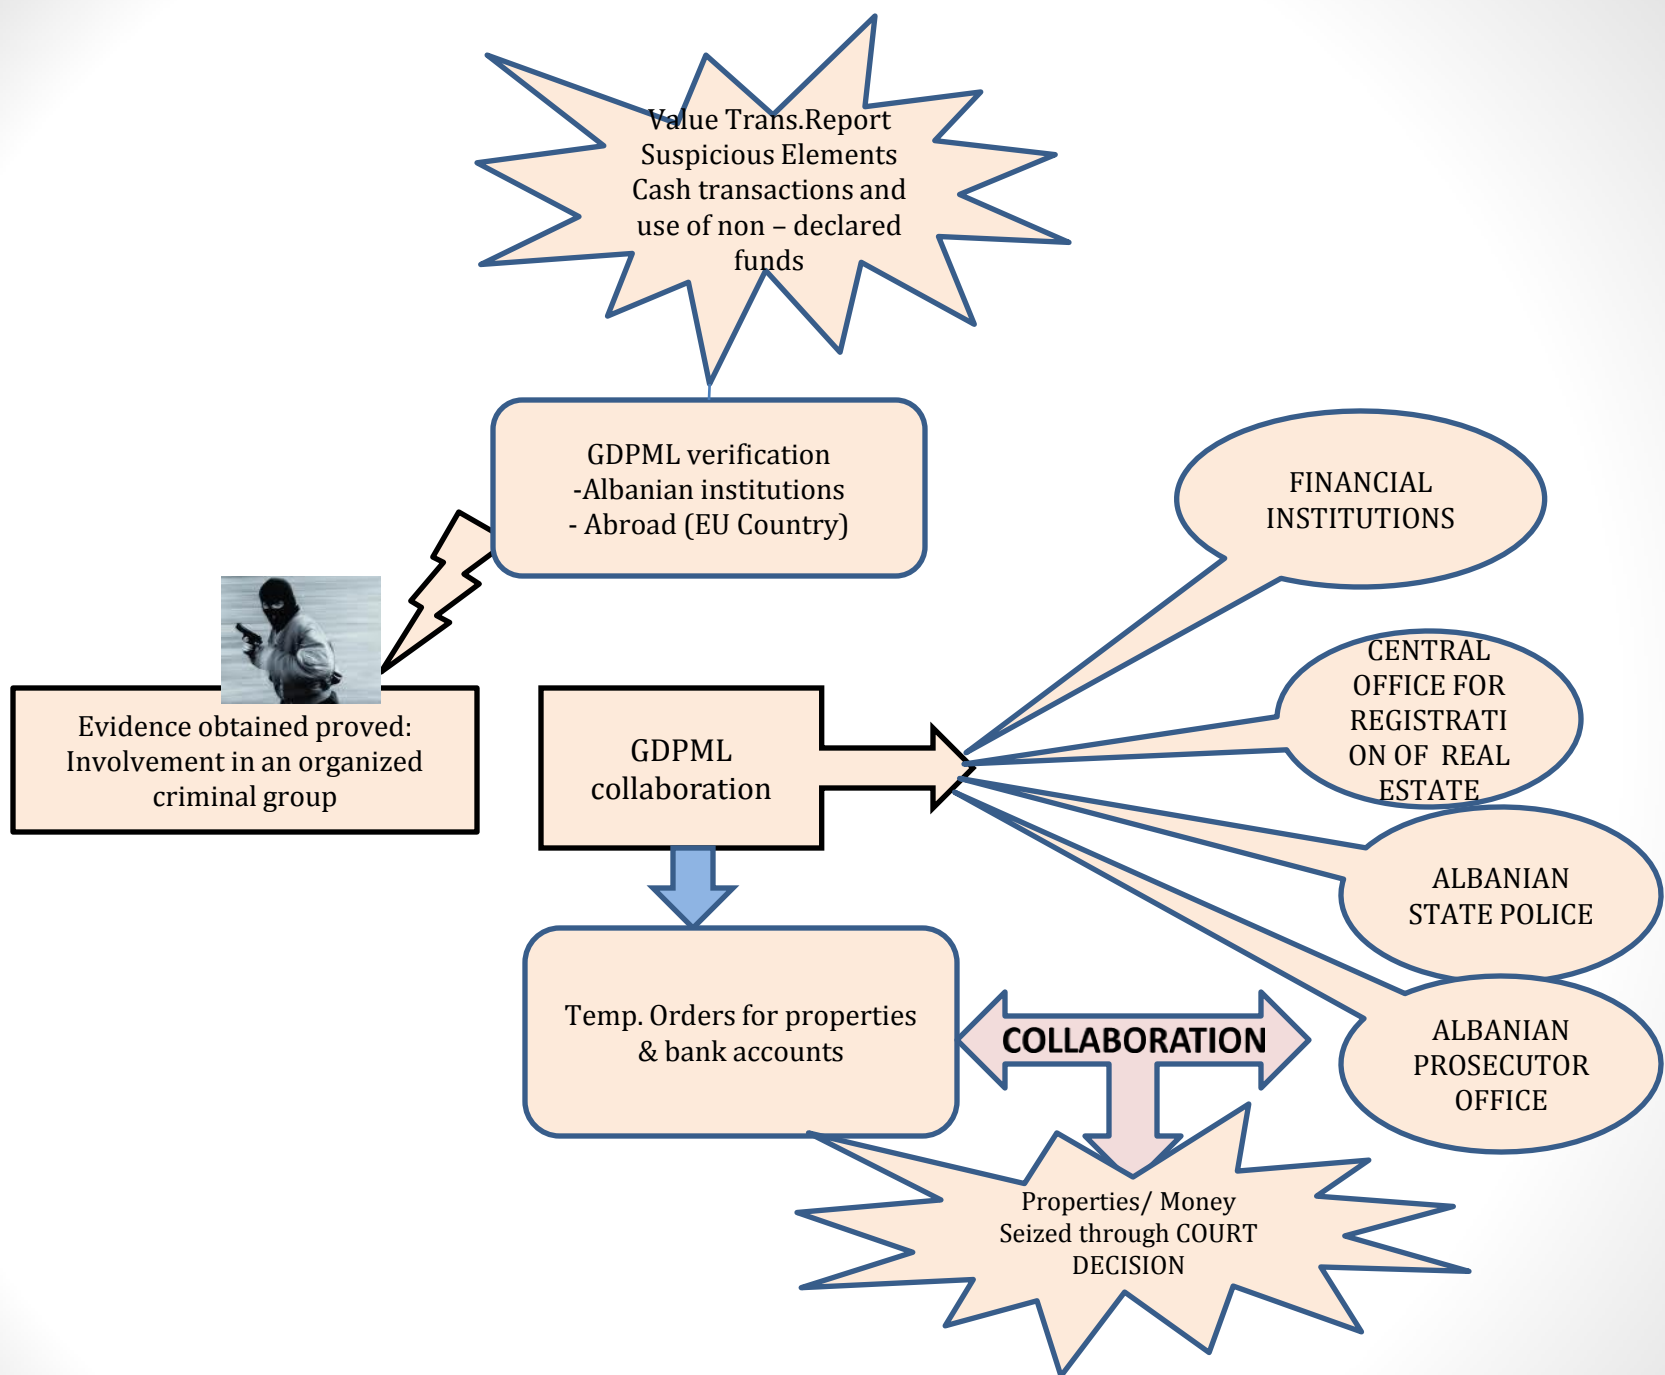 Value Trans.Report
Suspicious Elements
Cash transactions and
use of non – declared
funds
GDPML verification
-Albanian institutions
- Abroad (EU Country)
FINANCIAL
INSTITUTIONS
Evidence obtained proved:
Involvement in an organized
criminal group
GDPML
collaboration
CENTRAL
OFFICE FOR
REGISTRATI
ON OF REAL
ESTATE
ALBANIAN
STATE POLICE
Temp. Orders for properties
& bank accounts
COLLABORATION
ALBANIAN
PROSECUTOR
OFFICE
Properties/ Money
Seized through COURT
DECISION